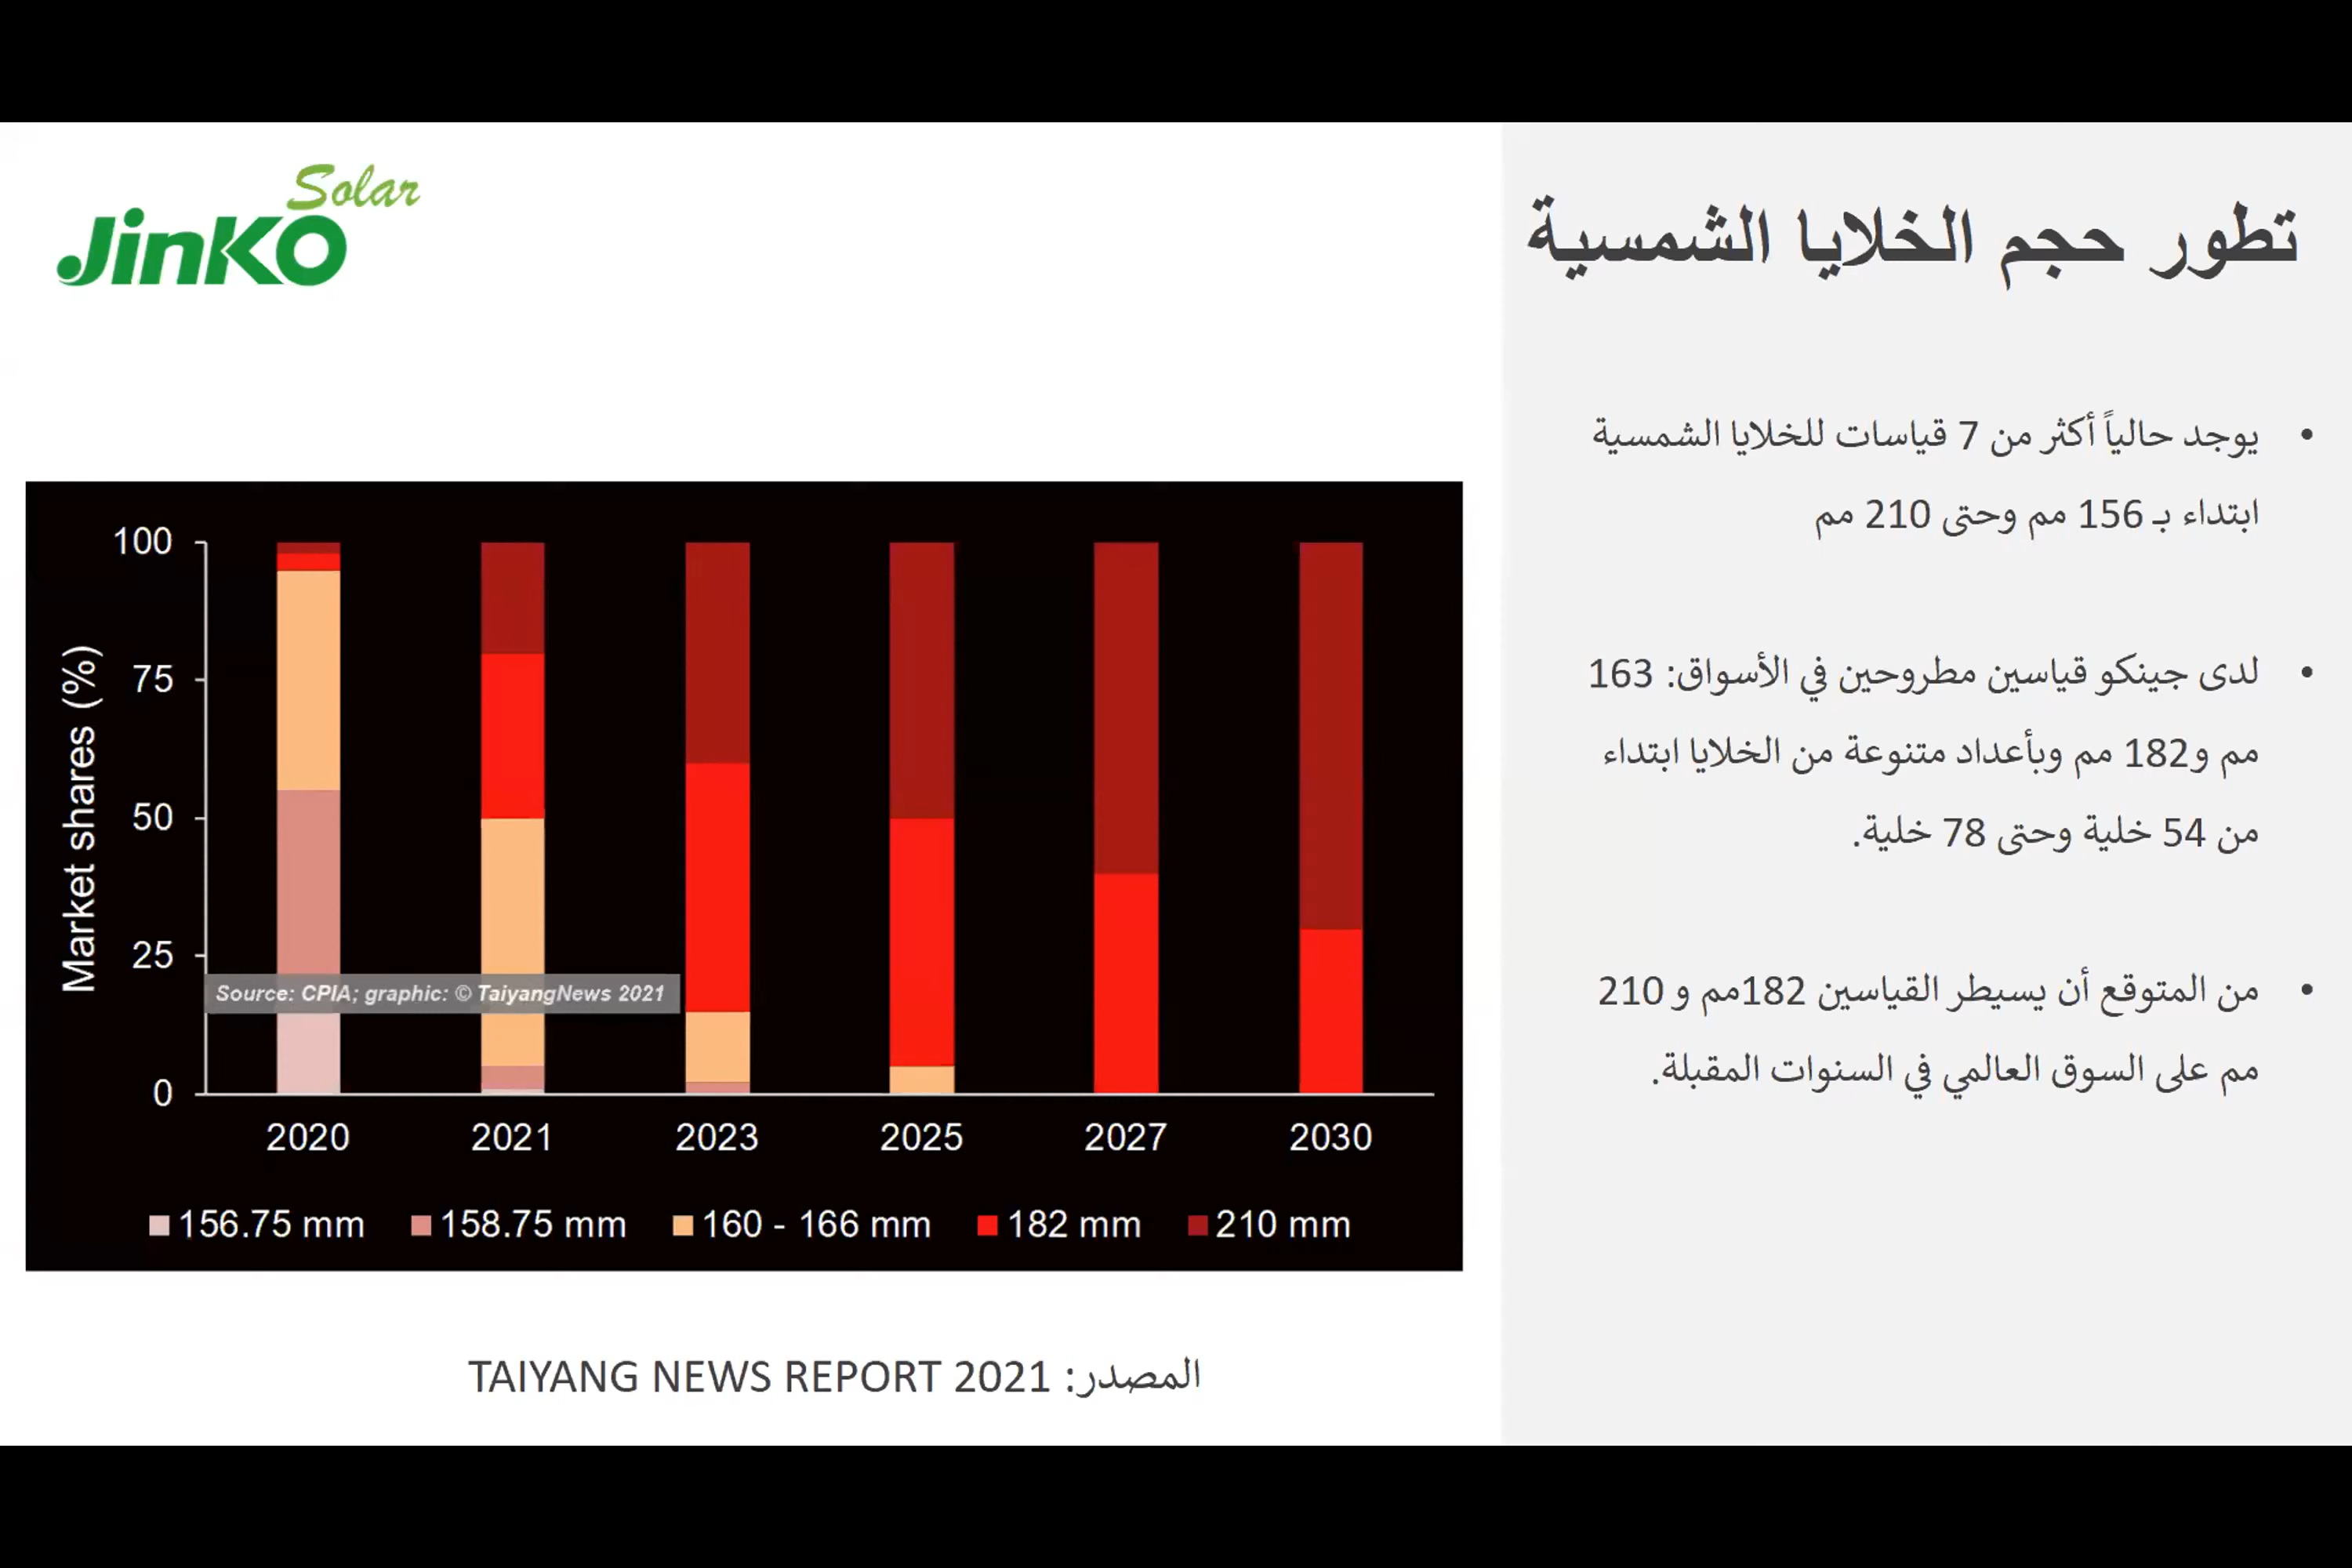 Solar
JinKO
تطور حجم الخلايا الشمسية
يوجد حالياً أكثر من 7 قياسات للخلايا الشمسية
ابتداء بـ 156 مم وحتى 210 مم
لدى جينكو قياسين مطروحين في الأسواق: 163
مم و182 مم وبأعداد متنوعة من الخلايا ابتداء
من 54 خلية وحتى 78 خلية.
من المتوقع أن يسيطر القياسين 182مم و 210
مم على السوق العالمي في السنوات المقبلة.
Market shares (%)
100
75
50
25
0
Source: CPIA; graphic: © TaiyangNews 2021
2020 2021 2023 2025 2027 2030
156.75 mm 158.75 mm 160 - 166 mm 182 mm 210 mm
المصدر: TAIYANG NEWS REPORT 2021